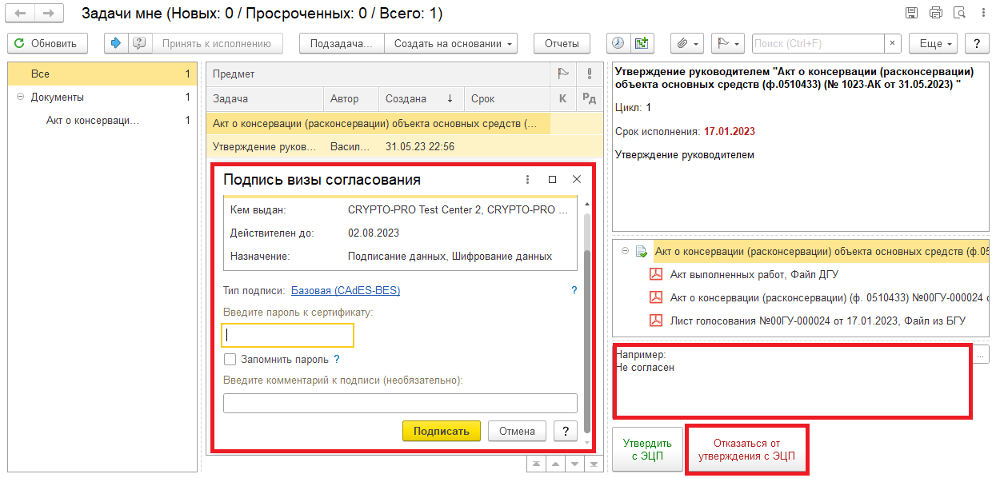 Задачи мне (Новых: 0 / Просроченных: 0 / Всего: 1)
Обновить
Принять к исполнению
Подзадача...
Создать на основании
Отчеты
Поиск (Ctrl+F)
×
Еще
?
Все 1
Документы 1
Акт о консерваци... 1
Предмет
Задача Автор Создана ↓ Срок К Рд
Акт о консервации (расконсервации) объекта основных средств (...
Утверждение руков... Васил... 31.05.23 22:56
Подпись визы согласования
Кем выдан: CRYPTO-PRO Test Center 2, CRYPTO-PRO ...
Действителен до: 02.08.2023
Назначение: Подписание данных, Шифрование данных
Тип подписи: Базовая (CAdES-BES) ?
Введите пароль к сертификату:
Запомнить пароль ?
Введите комментарий к подписи (необязательно):
Подписать Отмена ?
Утверждение руководителем "Акт о консервации (расконсервации)
объекта основных средств (ф.0510433) (№ 1023-АК от 31.05.2023) "
Цикл: 1
Срок исполнения: 17.01.2023
Утверждение руководителем
Акт о консервации (расконсервации) объекта основных средств (ф.05
Акт выполненных работ, Файл ДГУ
Акт о консервации (расконсервации) (ф. 0510433) №00ГУ-000024 о
Лист голосования №00ГУ-000024 от 17.01.2023, Файл из БГУ
Например:
Не согласен
...
Утвердить
с ЭЦП
Отказаться от
утверждения с ЭЦП